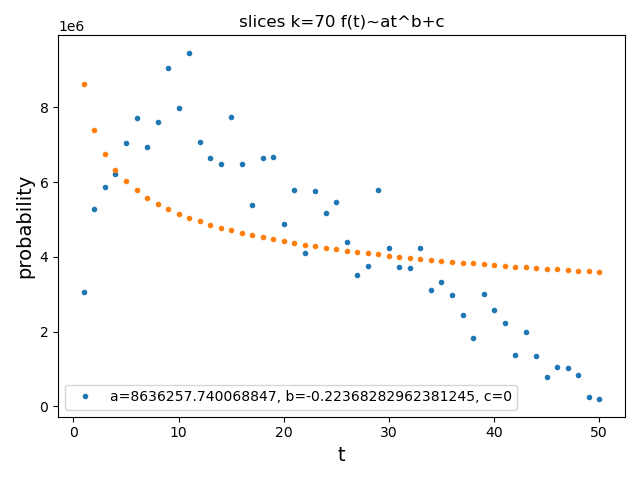 slices k=70 f(t)~at^b+c
1e6
8
6
4
2
0
probability
a=8636257.740068847, b=-0.22368282962381245, c=0
0 10 20 30 40 50
t